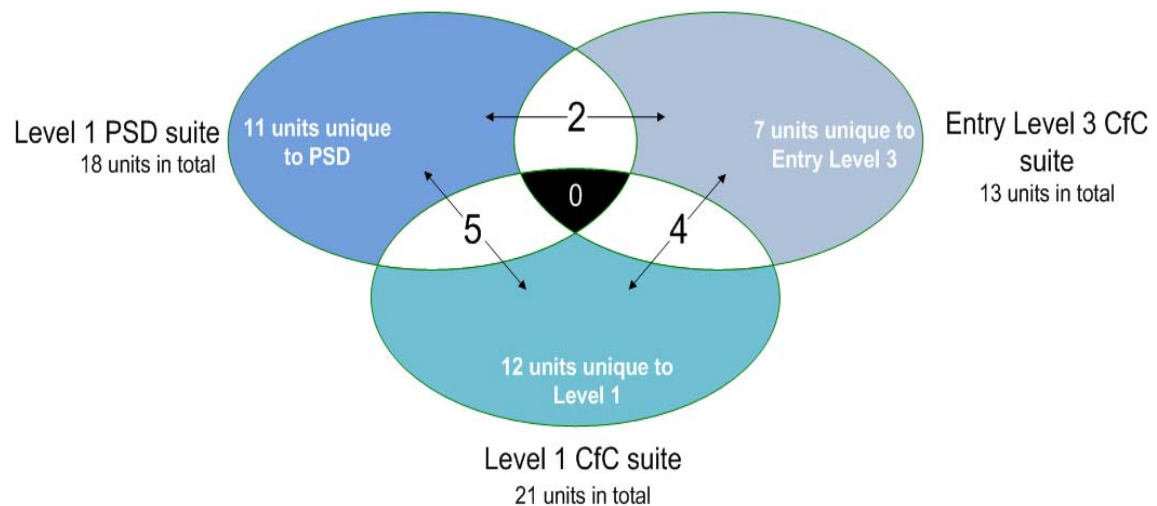 2
Level 1 PSD suite
18 units in total
11 units unique
to PSD
7 units unique to
Entry Level 3
Entry Level 3 CfC
suite
13 units in total
0
5
4
12 units unique to
Level 1
Level 1 CfC suite
21 units in total